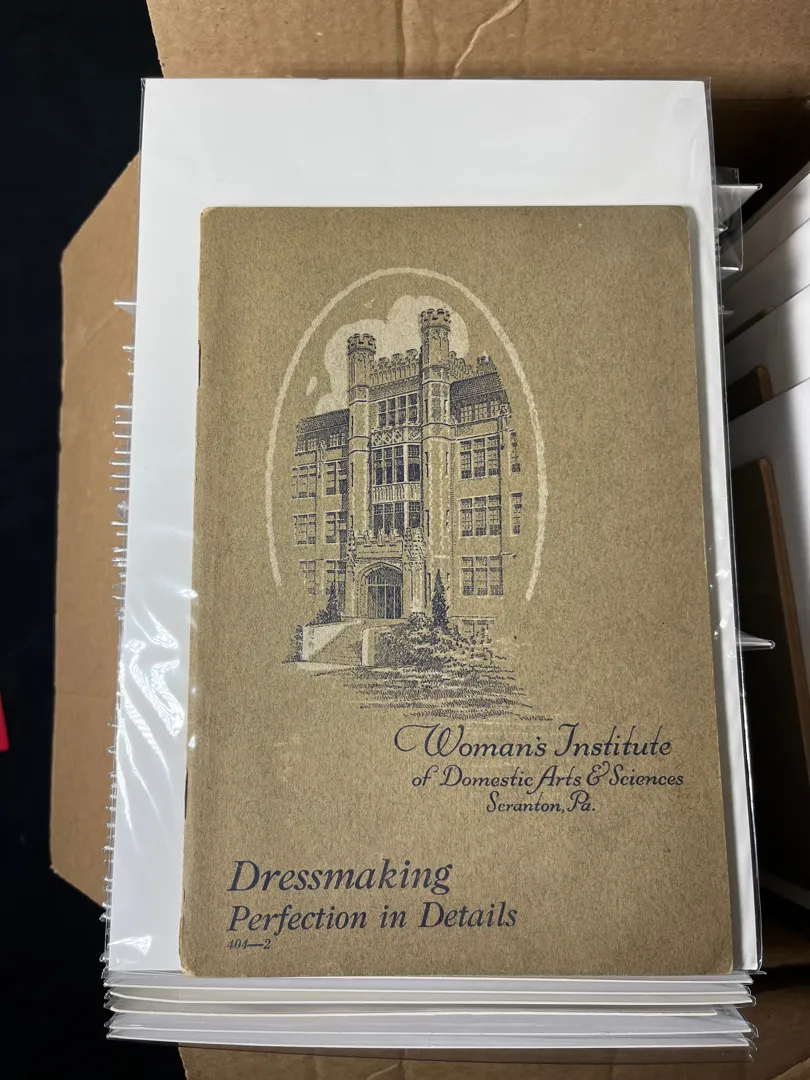 Woman's Institute
of Domestic Arts & Sciences
Scranton, Pa.
Dressmaking
Perfection in Details
404—2